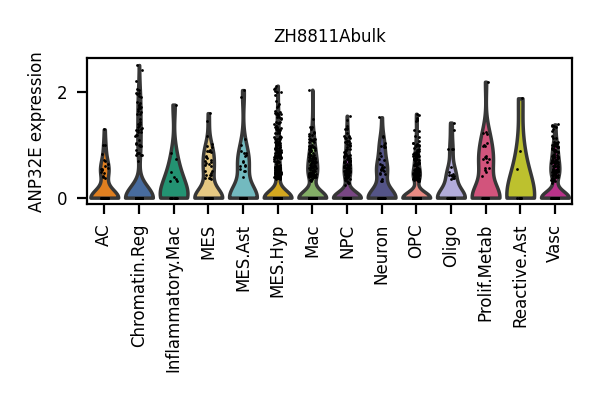 ZH8811Abulk
ANP32E expression
2
0
AC
Chromatin.Reg
Inflammatory.Mac
MES
MES.Ast
MES.Hyp
Mac
NPC
Neuron
OPC
Oligo
Prolif.Metab
Reactive.Ast
Vasc